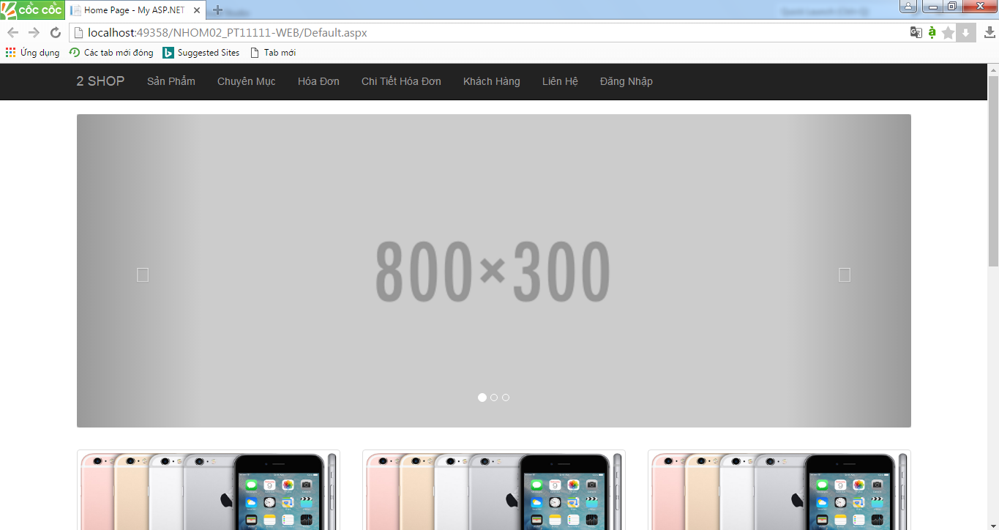 cốc cốc
Home Page - My ASP.NET
localhost:49358/NHOM02_PT11111-WEB/Default.aspx
Ứng dụng Các tab mới đóng Suggested Sites Tab mới
2 SHOP Sản Phẩm Chuyên Mục Hóa Đơn Chi Tiết Hóa Đơn Khách Hàng Liên Hệ Đăng Nhập
800×300